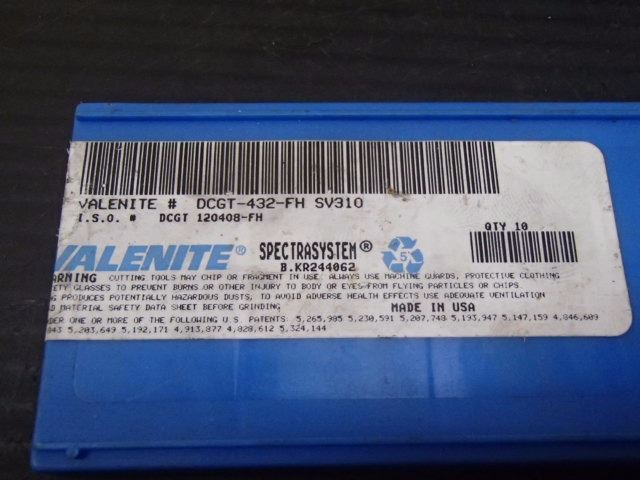 VALENITE # DCGT-432-FH SV310
I.S.O. # DCGT 120408-FH
QTY 10
VALENITE® SPECTRASYSTEM® 5
B.KR244062
WARNING CUTTING TOOLS MAY CHIP OR FRAGMENT IN USE. ALWAYS USE MACHINE GUARDS, PROTECTIVE CLOTHING
ETY GLASSES TO PREVENT BURNS OR OTHER INJURY TO BODY OR EYES FROM FLYING PARTICLES OR CHIPS
G PRODUCES POTENTIALLY HAZARDOUS DUSTS, TO AVOID ADVERSE HEALTH EFFECTS USE ADEQUATE VENTILATION
D MATERIAL SAFETY DATA SHEET BEFORE GRINDING
MADE IN USA
DER ONE OR MORE OF THE FOLLOWING U.S. PATENTS: 5,265,985 5,230,591 5,207,748 5,193,947 5,147,159 4,846,609
043 5,203,649 5,192,171 4,913,877 4,828,612 5,324,144